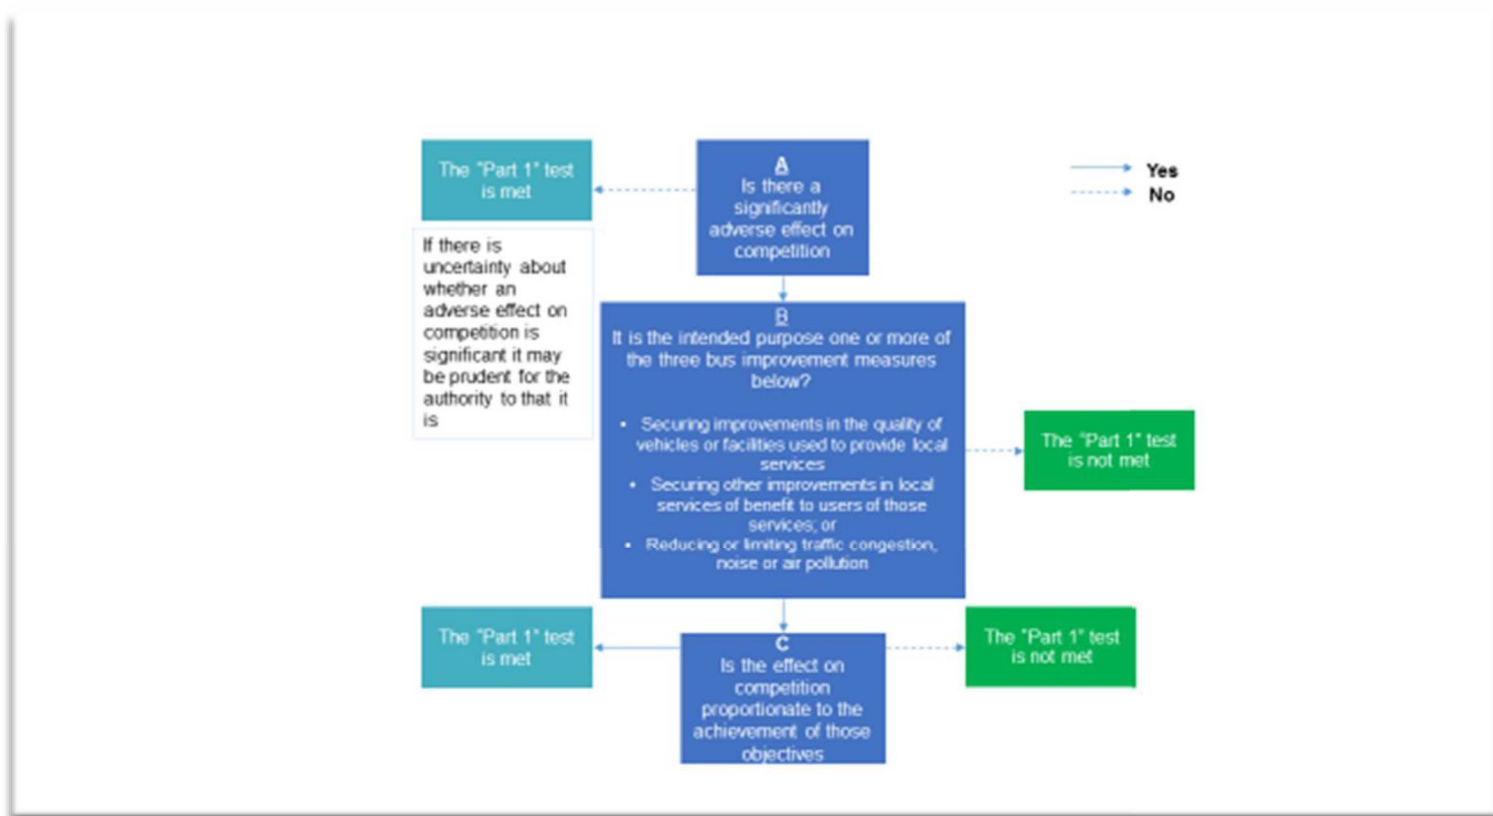 The "Part 1" test
is met
A
Is there a
significantly
adverse effect on
competition
Yes
No
If there is
uncertainty about
whether an
adverse effect on
competition is
significant it may
be prudent for the
authority to that it
is
B
It is the intended purpose one or more of
the three bus improvement measures
below?
• Securing improvements in the quality of
vehicles or facilities used to provide local
services
• Securing other improvements in local
services of benefit to users of those
services; or
• Reducing or limiting traffic congestion,
noise or air pollution
The "Part 1" test
is not met
The "Part 1" test
is met
C
Is the effect on
competition
proportionate to the
achievement of those
objectives
The "Part 1" test
is not met